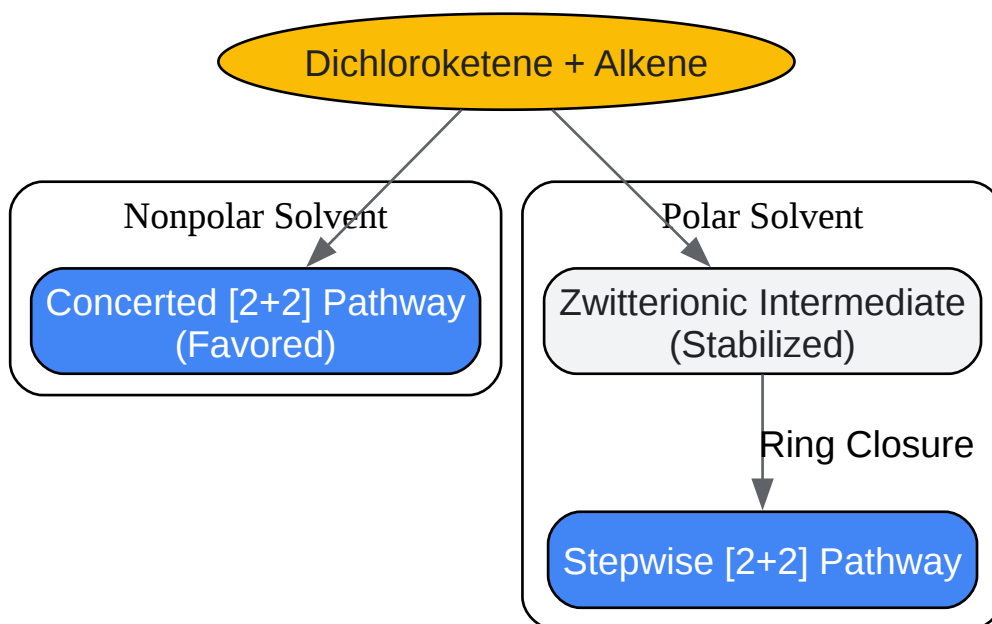 Dichloroketene + Alkene
Nonpolar Solvent
Concerted [2+2] Pathway
(Favored)
Polar Solvent
Zwitterionic Intermediate
(Stabilized)
Ring Closure
Stepwise [2+2] Pathway